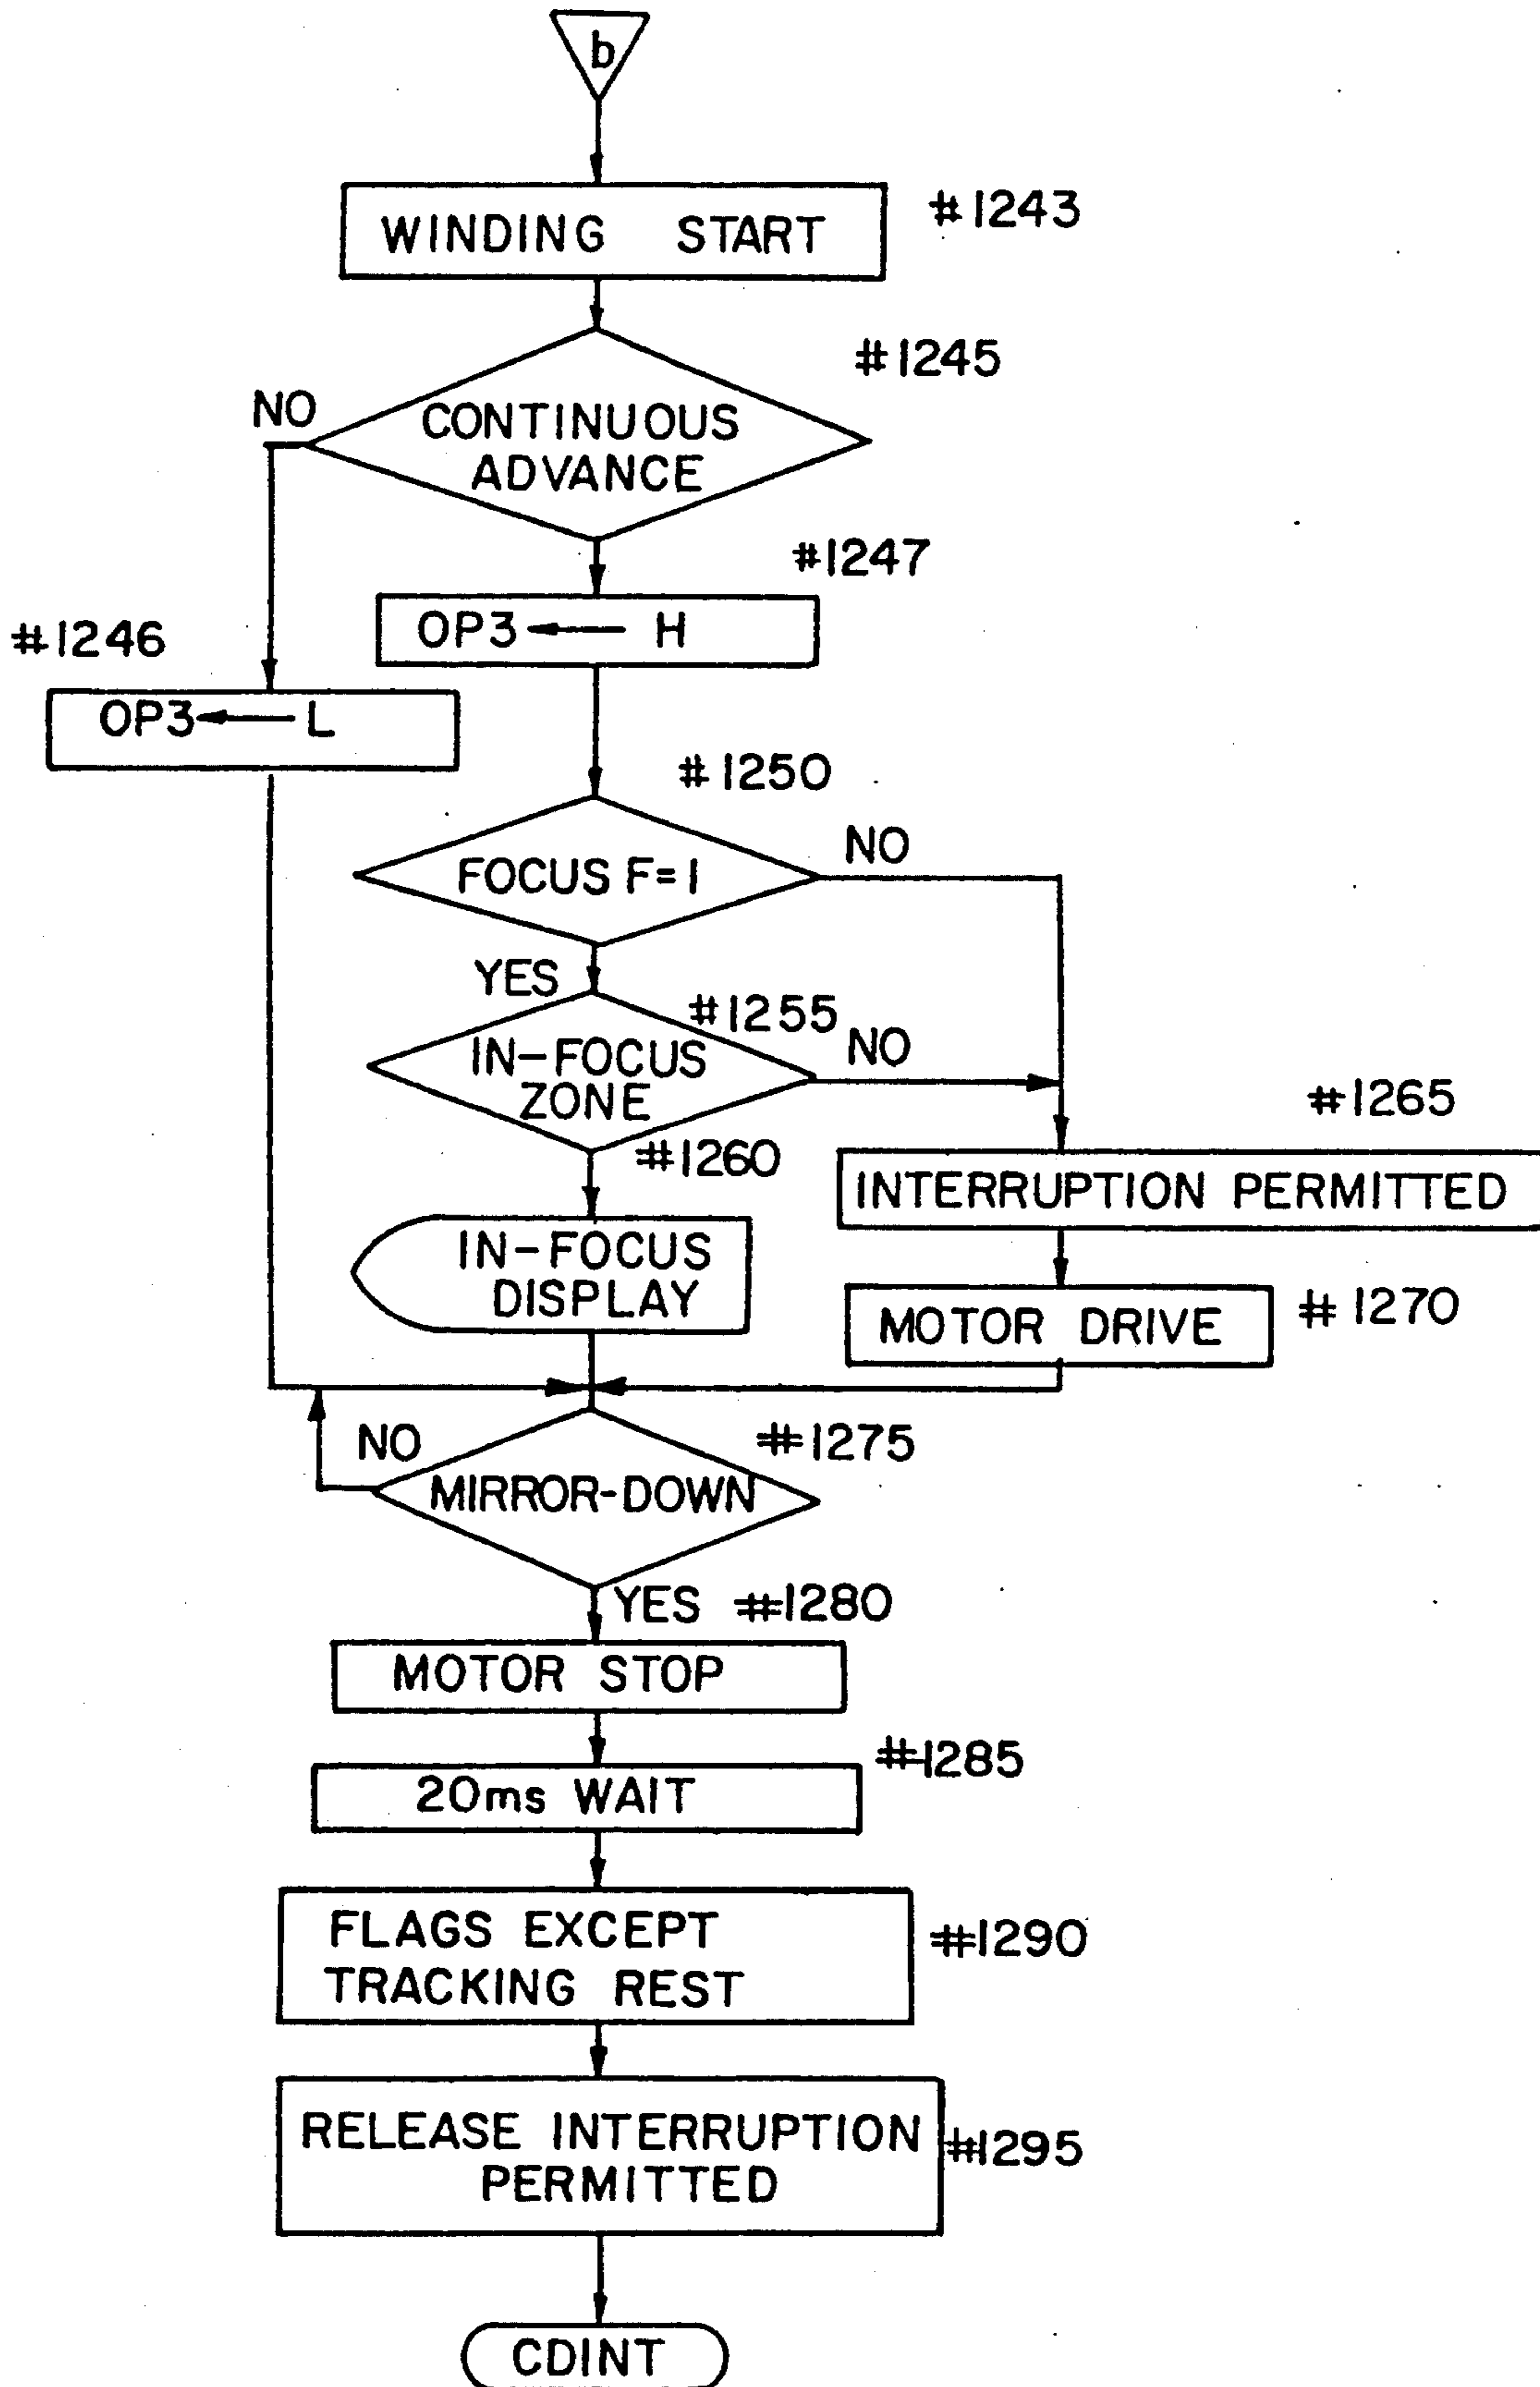 b
WINDING START
#1243
#1245
NO
CONTINUOUS
ADVANCE
#1247
OP3 ← H
#1246
OP3 ← L
#1250
FOCUS F=1
NO
YES
#1255
IN-FOCUS
ZONE
NO
#1265
#1260
INTERRUPTION PERMITTED
IN-FOCUS
DISPLAY
MOTOR DRIVE
#1270
NO
#1275
MIRROR-DOWN
YES
#1280
MOTOR STOP
#1285
20ms WAIT
FLAGS EXCEPT
TRACKING REST
#1290
RELEASE INTERRUPTION
PERMITTED
#1295
CDINT